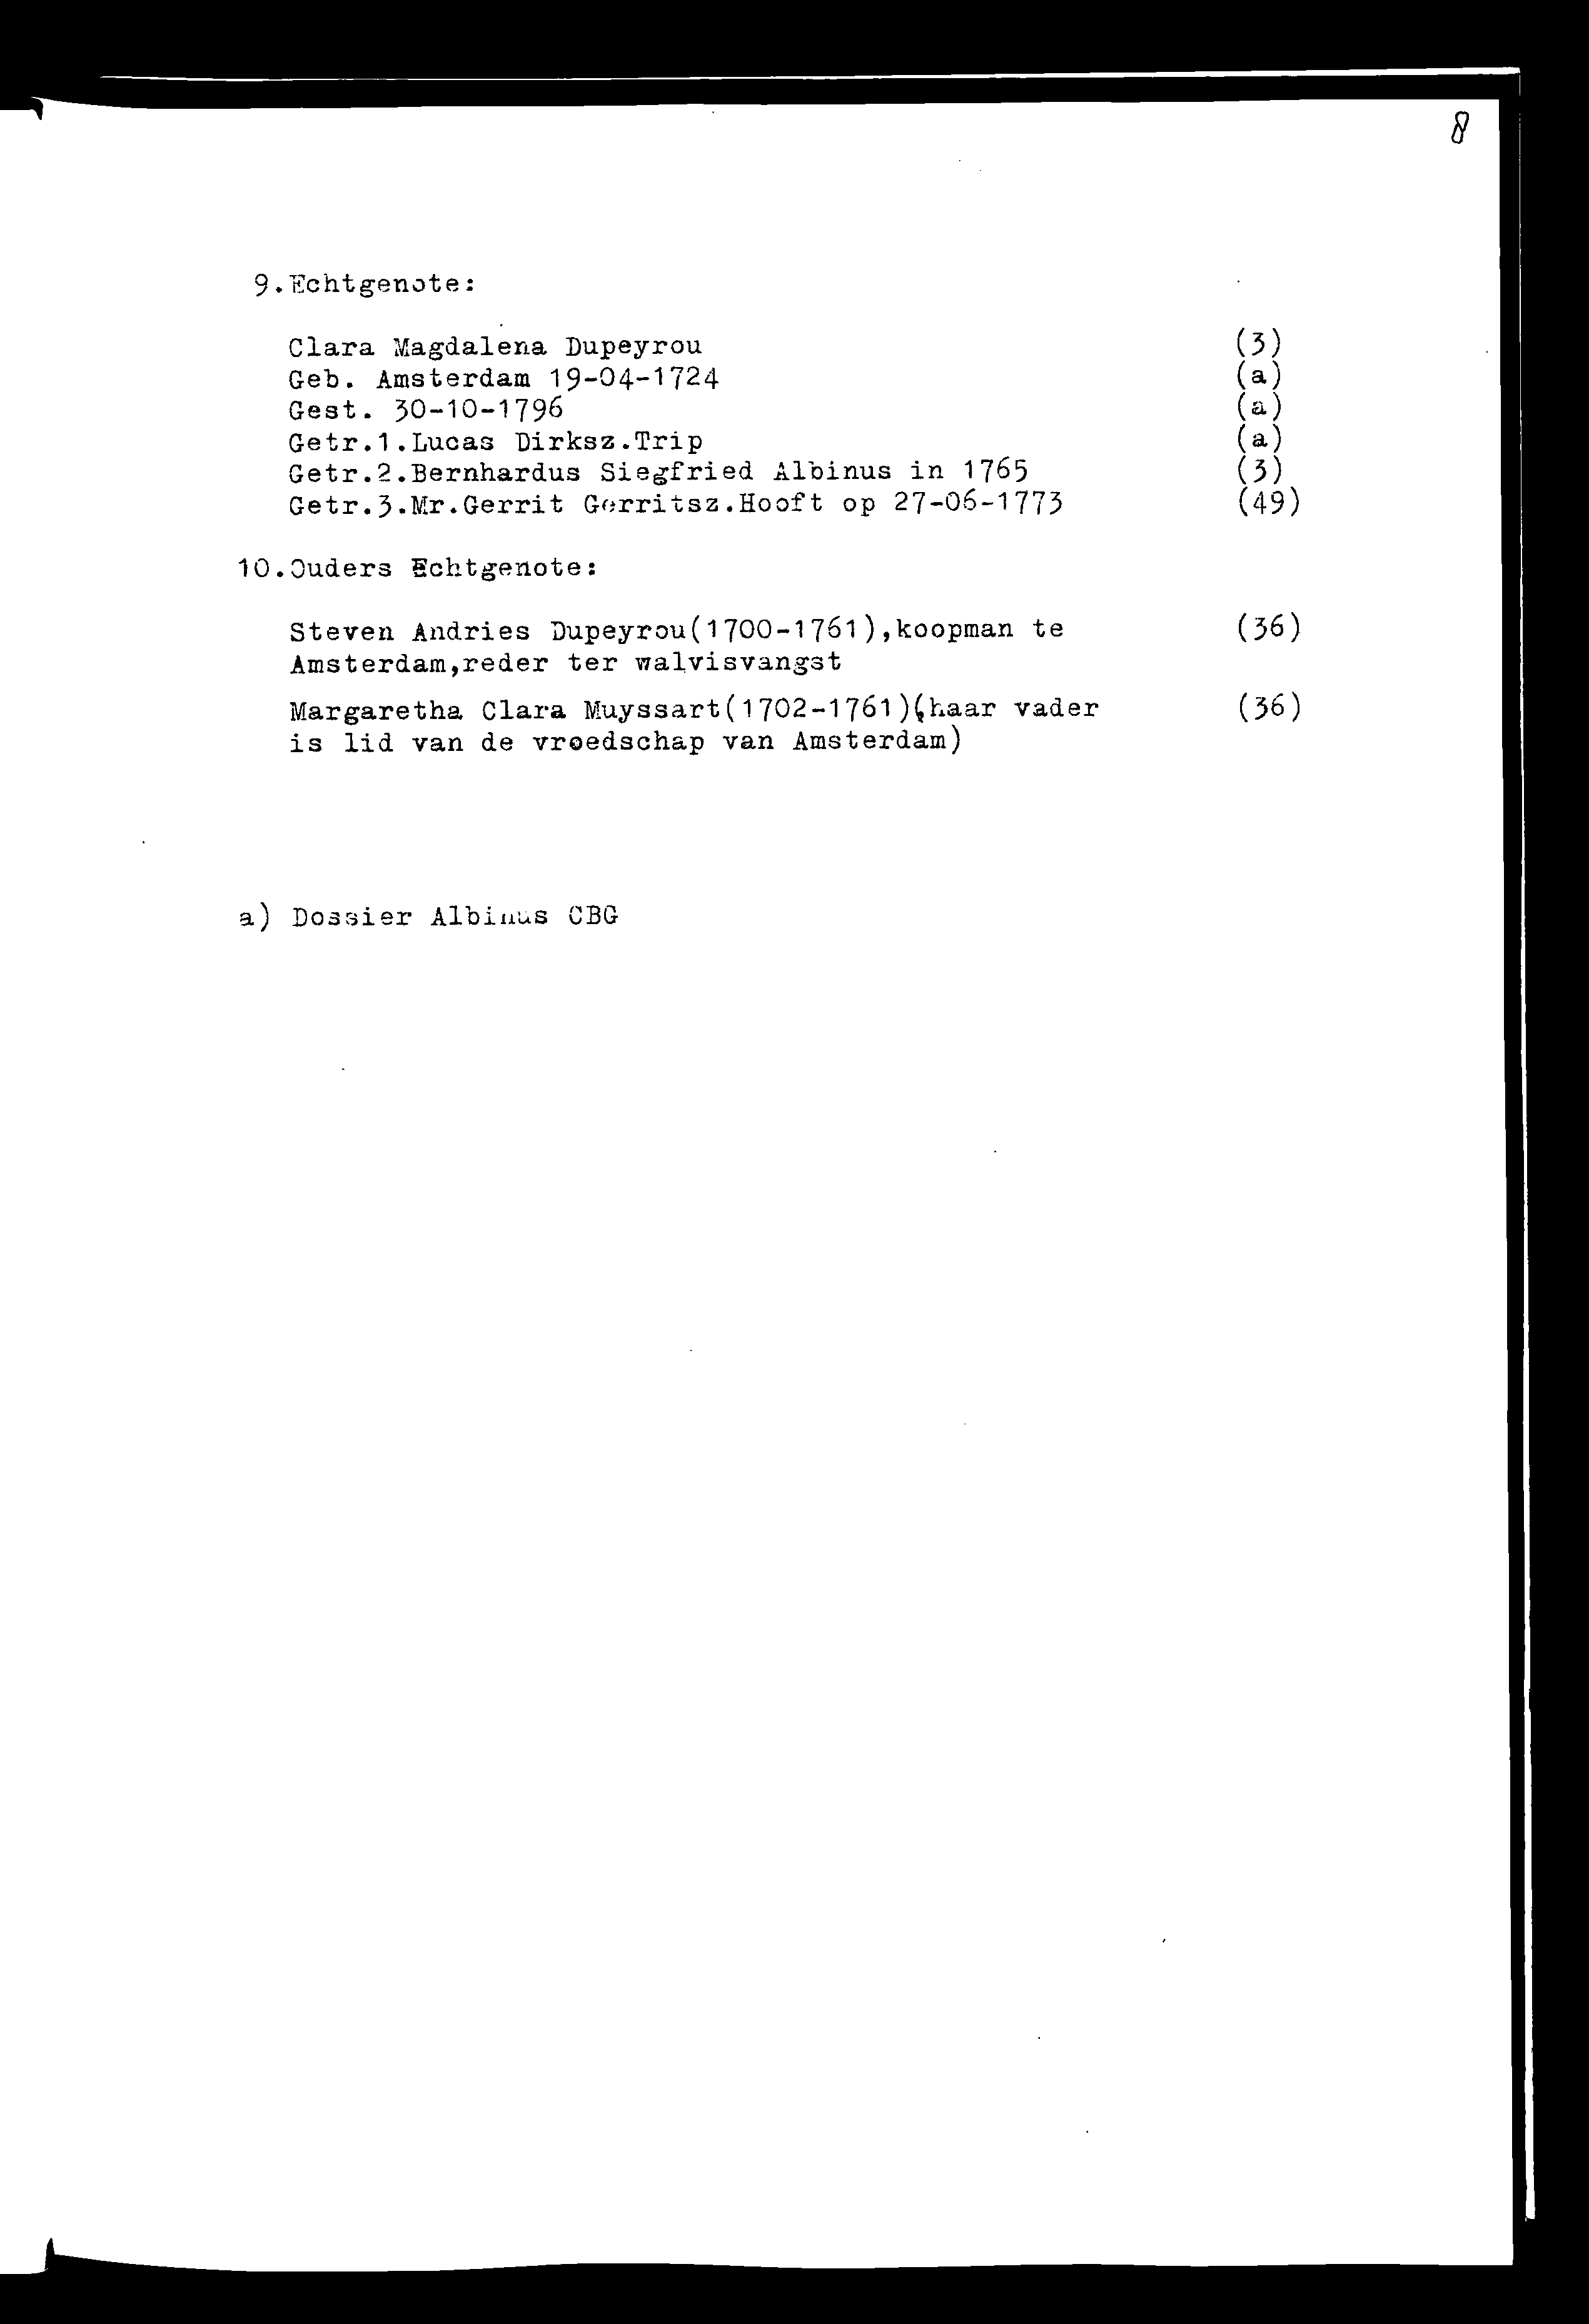 8
9.Echtgenote:
Clara Magdalena Dupeyrou (3)
Geb. Amsterdam 19-04-1724 (a)
Gest. 30-10-1796 (a)
Getr.1.Lucas Dirksz.Trip (a)
Getr.2.Bernhardus Siegfried Albinus in 1765 (3)
Getr.3.Mr.Gerrit Gerritsz.Hooft op 27-06-1773 (49)
10.Ouders Echtgenote:
Steven Andries Dupeyrou(1700-1761),koopman te (36)
Amsterdam,reder ter walvisvangst
Margaretha Clara Muyssart(1702-1761)(haar vader (36)
is lid van de vroedschap van Amsterdam)
a) Dossier Albinus CBG